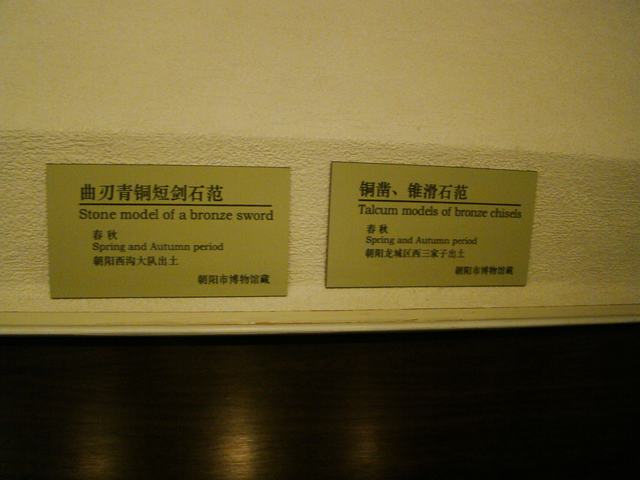 曲刃青铜短剑石范
Stone model of a bronze sword
春秋
Spring and Autumn period
朝阳西沟大队出土
朝阳市博物馆藏
铜凿、锥滑石范
Talcum models of bronze chisels
春秋
Spring and Autumn period
朝阳龙城区西三家子出土
朝阳市博物馆藏